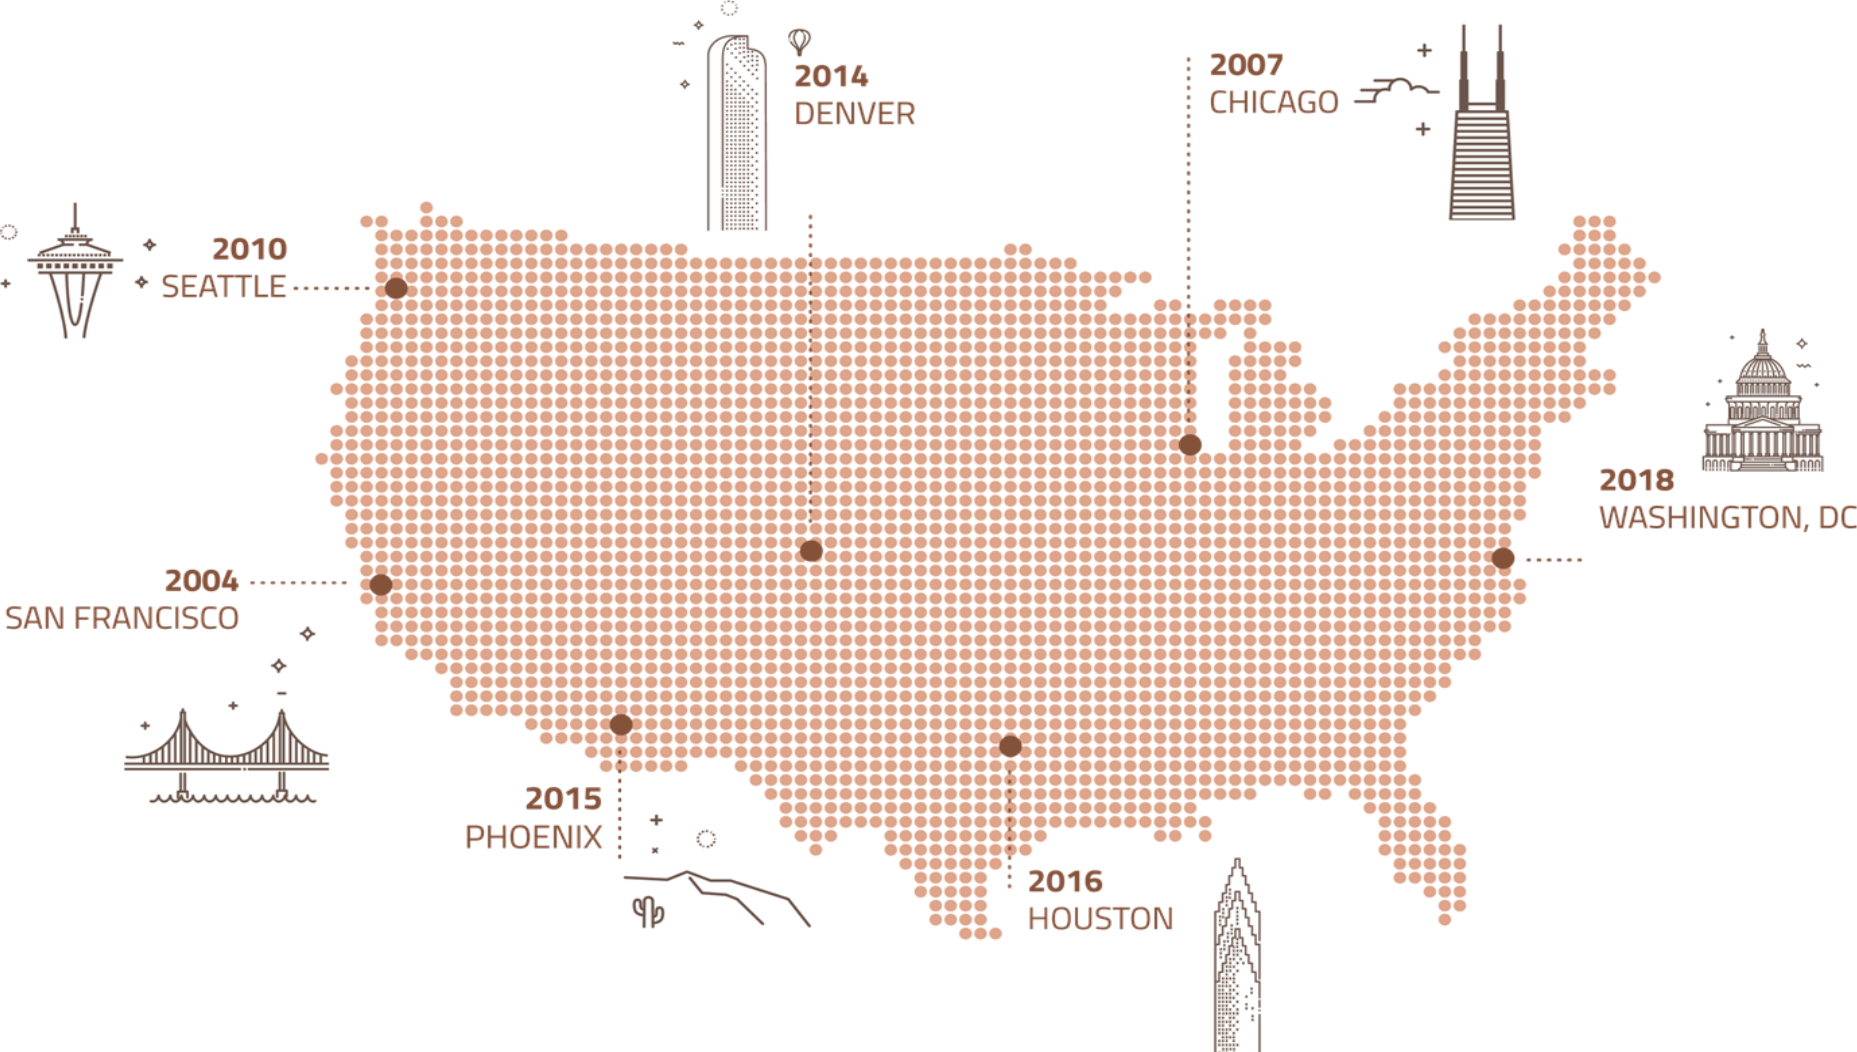 2014
DENVER
2007
CHICAGO
2010
SEATTLE
2018
WASHINGTON, DC
2004
SAN FRANCISCO
2015
PHOENIX
2016
HOUSTON